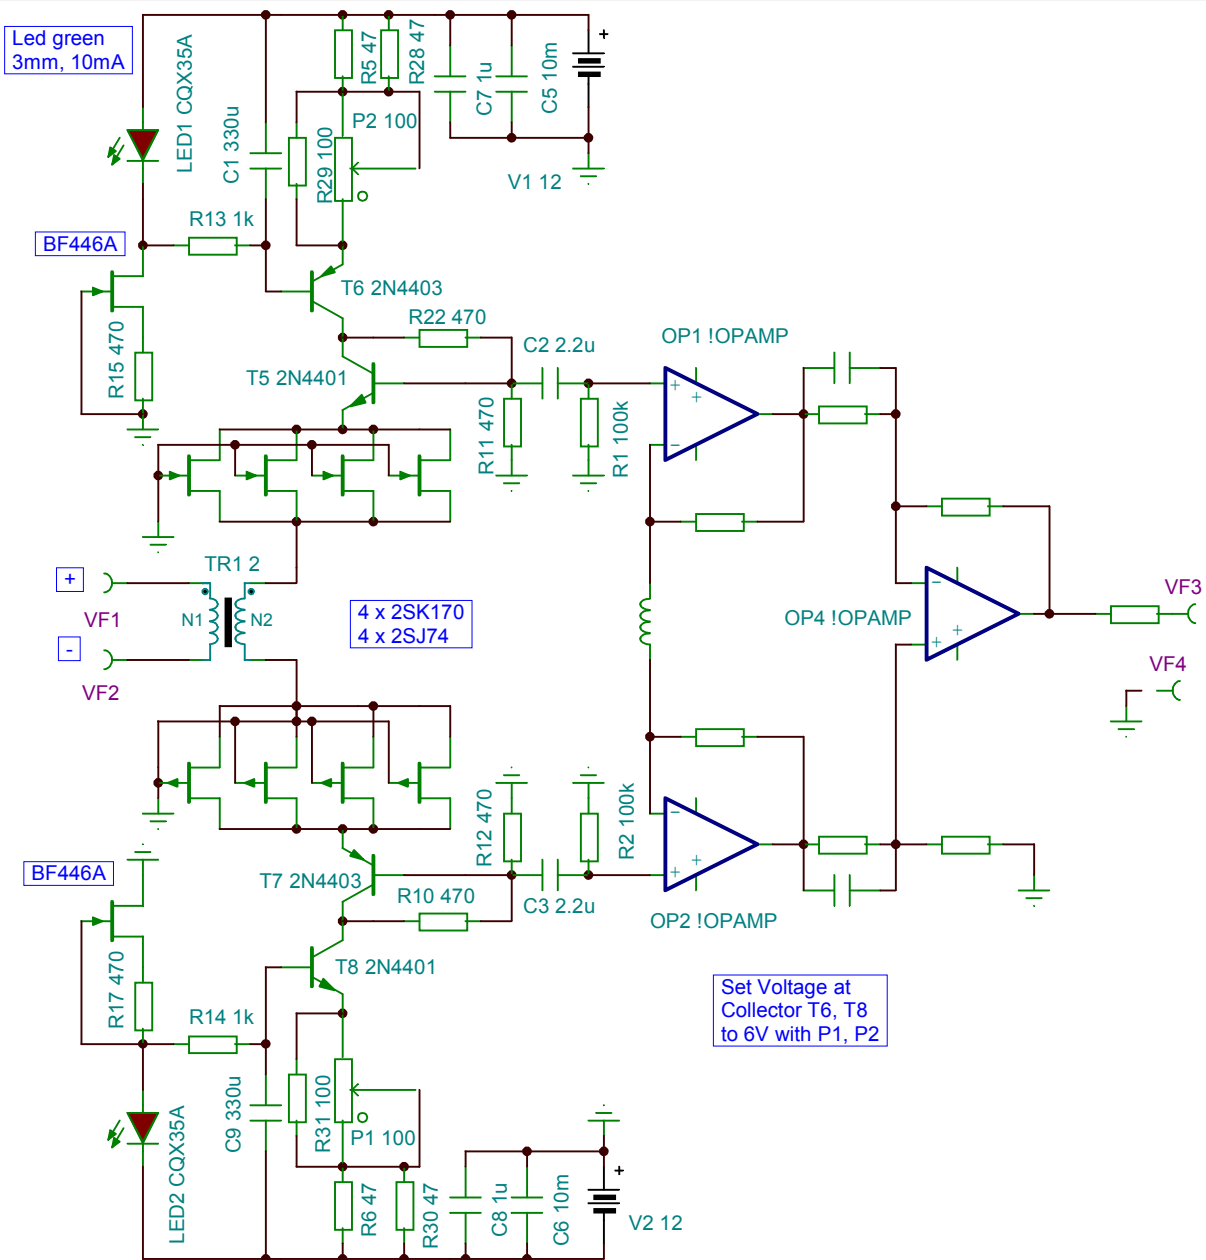 Led green
3mm, 10mA
LED1 CQX35A
C1 330u
R5 47
R28 47
C7 1u
C5 10m
+
P2 100
R29 100
V1 12
R13 1k
BF446A
T6 2N4403
R15 470
R22 470
C2 2.2u
OP1 !OPAMP
T5 2N4401
R11 470
R1 100k
+
+
−
TR1 2
+
VF1
N1
N2
-
VF2
4 x 2SK170
4 x 2SJ74
OP4 !OPAMP
−
+
+
VF3
VF4
R12 470
R2 100k
−
+
+
BF446A
T7 2N4403
R10 470
C3 2.2u
OP2 !OPAMP
R17 470
T8 2N4401
R14 1k
Set Voltage at
Collector T6, T8
to 6V with P1, P2
LED2 CQX35A
C9 330u
R31 100
P1 100
R6 47
R30 47
C8 1u
C6 10m
+
V2 12